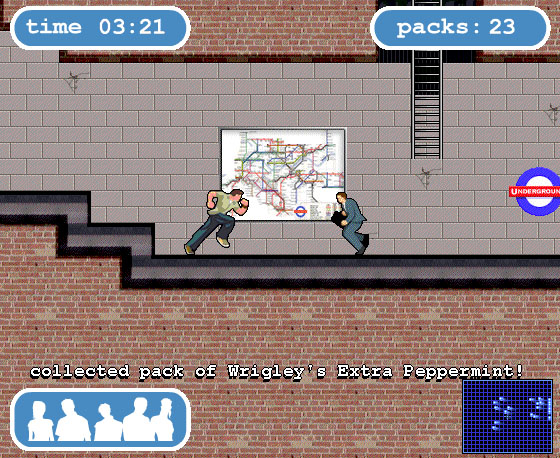 time 03:21
packs: 23
UNDERGROUN
collected pack of Wrigley's Extra Peppermint!